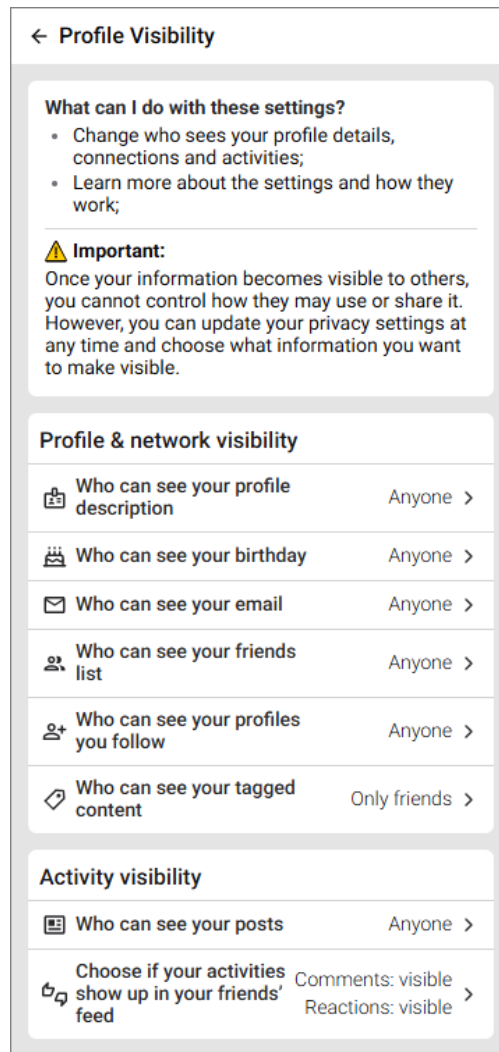 Profile Visibility
What can I do with these settings?
Change who sees your profile details,
connections and activities;
Learn more about the settings and how they
work;
Important:
Once your information becomes visible to others,
you cannot control how they may use or share it.
However, you can update your privacy settings at
any time and choose what information you want
to make visible.
Profile & network visibility
Who can see your profile
description
Anyone
Who can see your birthday
Anyone
Who can see your email
Anyone
Who can see your friends
list
Anyone
Who can see your profiles
you follow
Anyone
Who can see your tagged
content
Only friends
Activity visibility
Who can see your posts
Anyone
Choose if your activities
show up in your friends’
feed
Comments: visible
Reactions: visible